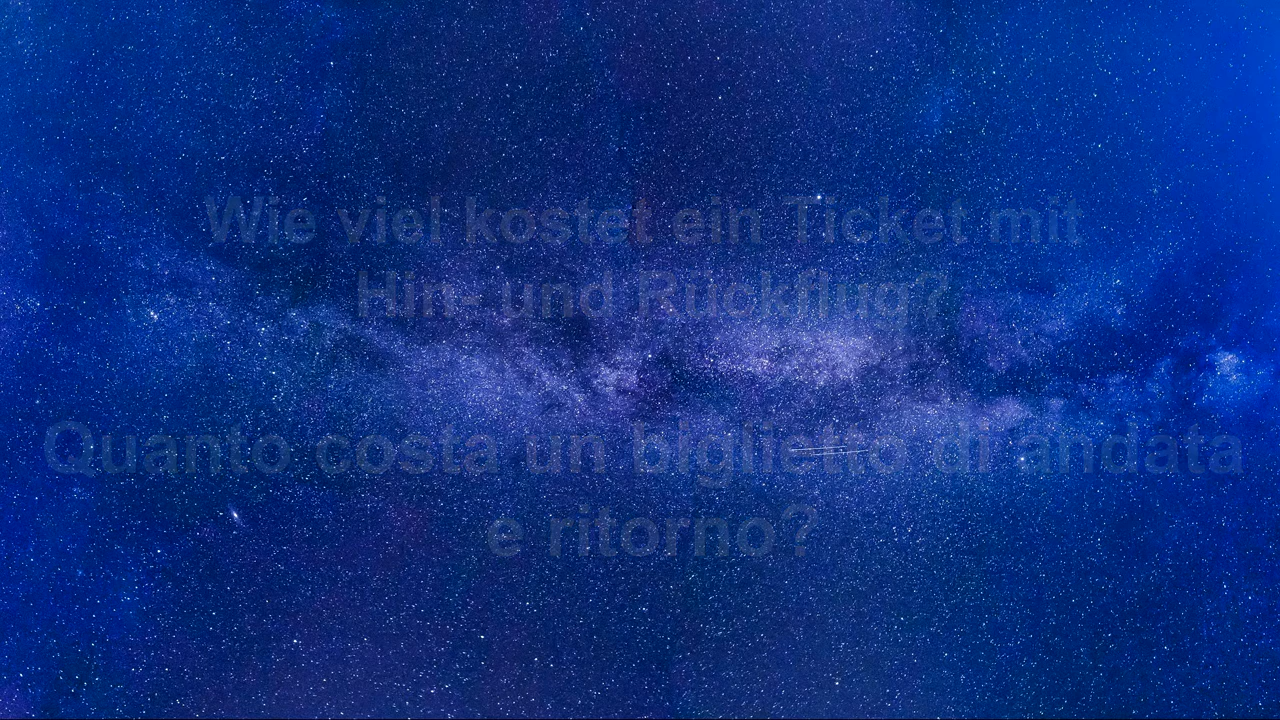 Wie viel kostet ein Ticket mit
Hin- und Rückflug?
Quanto costa un biglietto di andata
e ritorno?